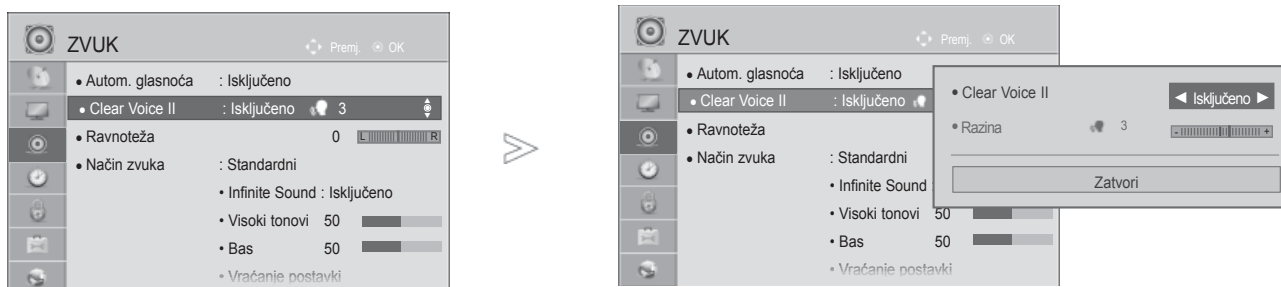 ZVUK
Premj. OK
• Autom. glasnoća : Isključeno
• Clear Voice II : Isključeno 3
• Ravnoteža 0 L R
• Način zvuka : Standardni
• Infinite Sound : Isključeno
• Visoki tonovi 50
• Bas 50
• Vraćanje postavki
ZVUK
Premj. OK
• Autom. glasnoća : Isključeno
• Clear Voice II : Isključeno
• Ravnoteža
• Način zvuka : Standardni
• Infinite Sound :
• Visoki tonovi 50
• Bas 50
• Vraćanje postavki
• Clear Voice II ◄ Isključeno ►
• Razina 3 - +
Zatvori